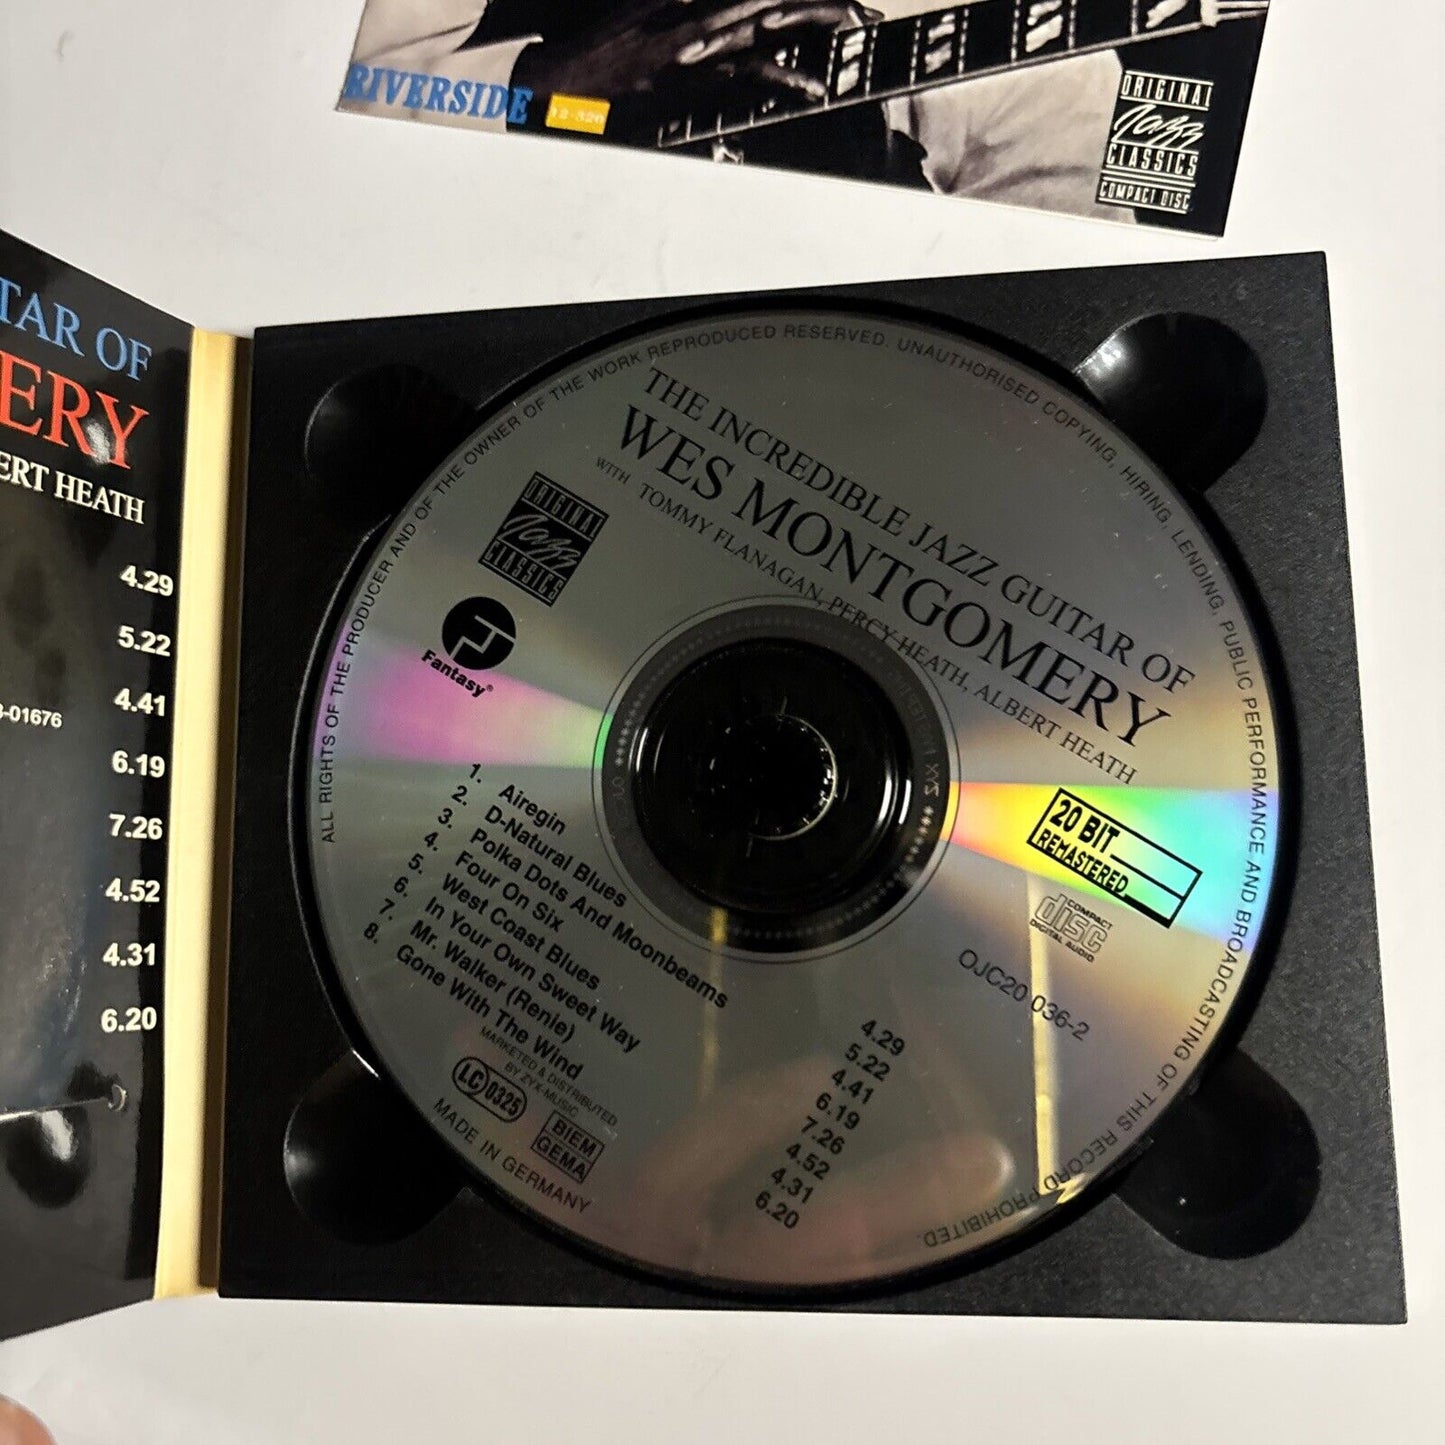 RIVERSIDE
12-320
ORIGINAL
Jazz
CLASSICS
COMPACT DISC
TAR OF
ERY
ERT HEATH
4.29
5.22
4.41
-01676
6.19
7.26
4.52
4.31
6.20
ALL RIGHTS OF THE PRODUCER AND OF THE OWNER OF THE WORK REPRODUCED RESERVED. UNAUTHORISED COPYING, HIRING, LENDING, PUBLIC PERFORMANCE AND BROADCASTING OF THIS RECORD PROHIBITED.
THE INCREDIBLE JAZZ GUITAR OF
WES MONTGOMERY
WITH TOMMY FLANAGAN, PERCY HEATH, ALBERT HEATH
ORIGINAL
Jazz
CLASSICS
Fantasy®
20 BIT
REMASTERED
COMPACT
disc
DIGITAL AUDIO
OJC20 036-2
1. Airegin 4.29
2. D-Natural Blues 5.22
3. Polka Dots And Moonbeams 4.41
4. Four On Six 6.19
5. West Coast Blues 7.26
6. In Your Own Sweet Way 4.52
7. Mr. Walker (Renie) 4.31
8. Gone With The Wind 6.20
MARKETED & DISTRIBUTED
BY ZYX-MUSIC
LC 0325
BIEM
GEMA
MADE IN GERMANY
ZYX